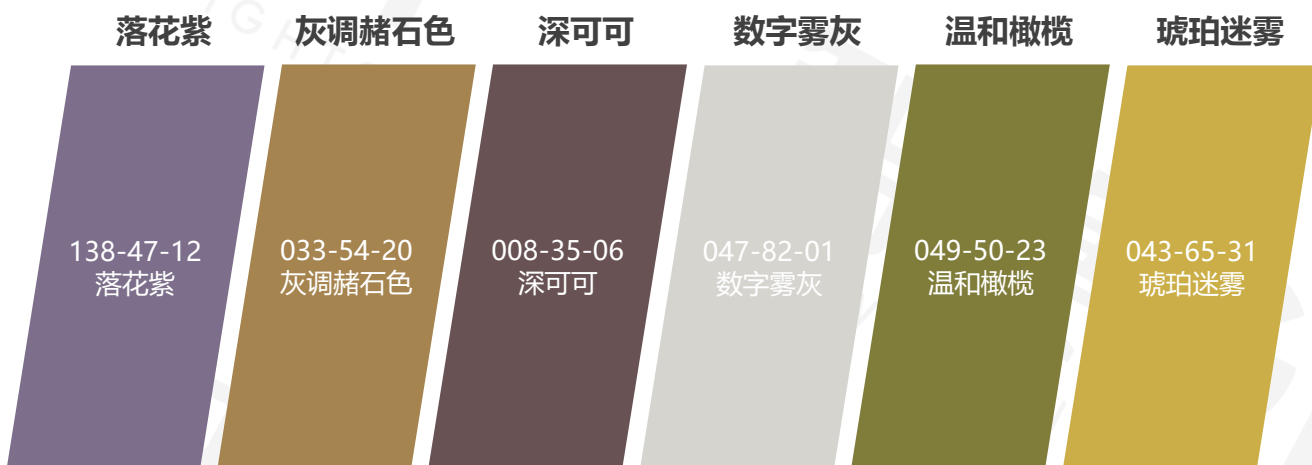 落花紫
灰调赭石色
深可可
数字雾灰
温和橄榄
琥珀迷雾
138-47-12
落花紫
033-54-20
灰调赭石色
008-35-06
深可可
047-82-01
数字雾灰
049-50-23
温和橄榄
043-65-31
琥珀迷雾